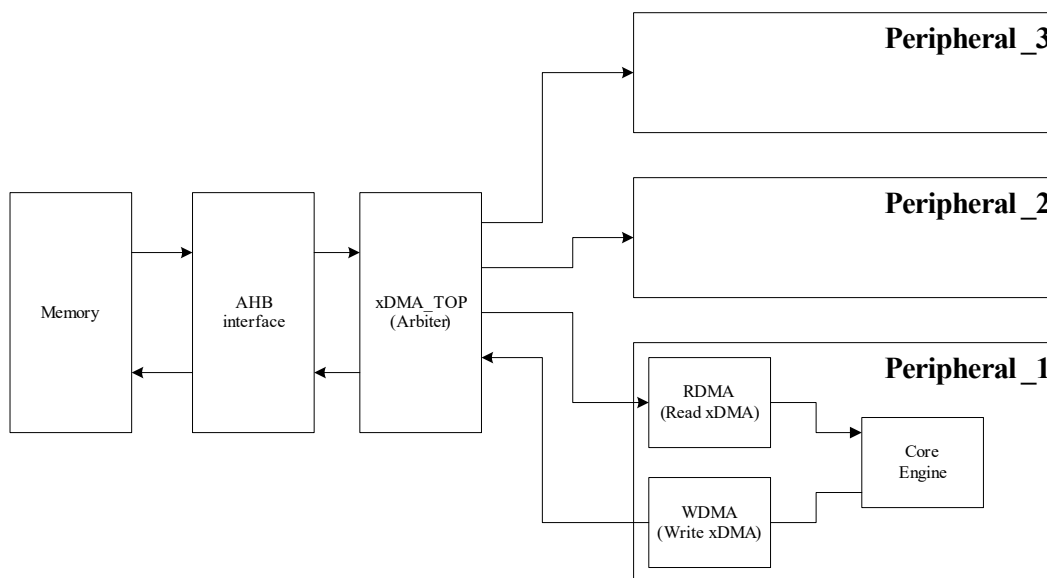 Peripheral _3
Peripheral _2
Memory
AHB
interface
xDMA_TOP
(Arbiter)
Peripheral _1
RDMA
(Read xDMA)
Core
Engine
WDMA
(Write xDMA)